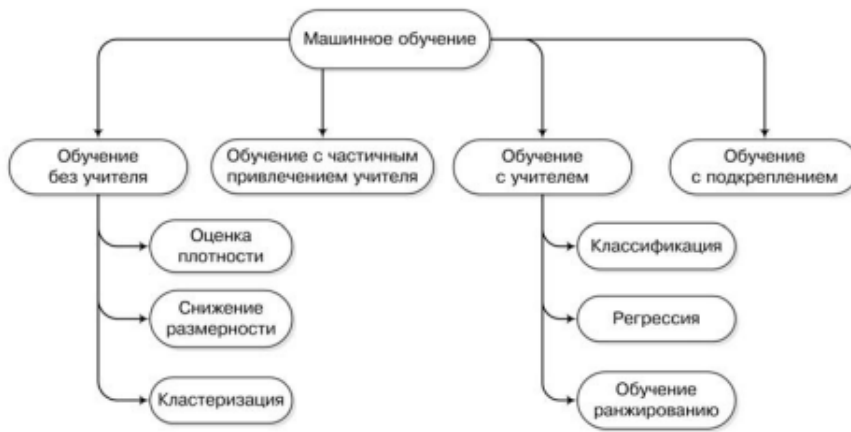 Машинное обучение
Обучение
без учителя
Обучение с частичным
привлечением учителя
Обучение
с учителем
Обучение
с подкреплением
Оценка
плотности
Снижение
размерности
Кластеризация
Классификация
Регрессия
Обучение
ранжированию